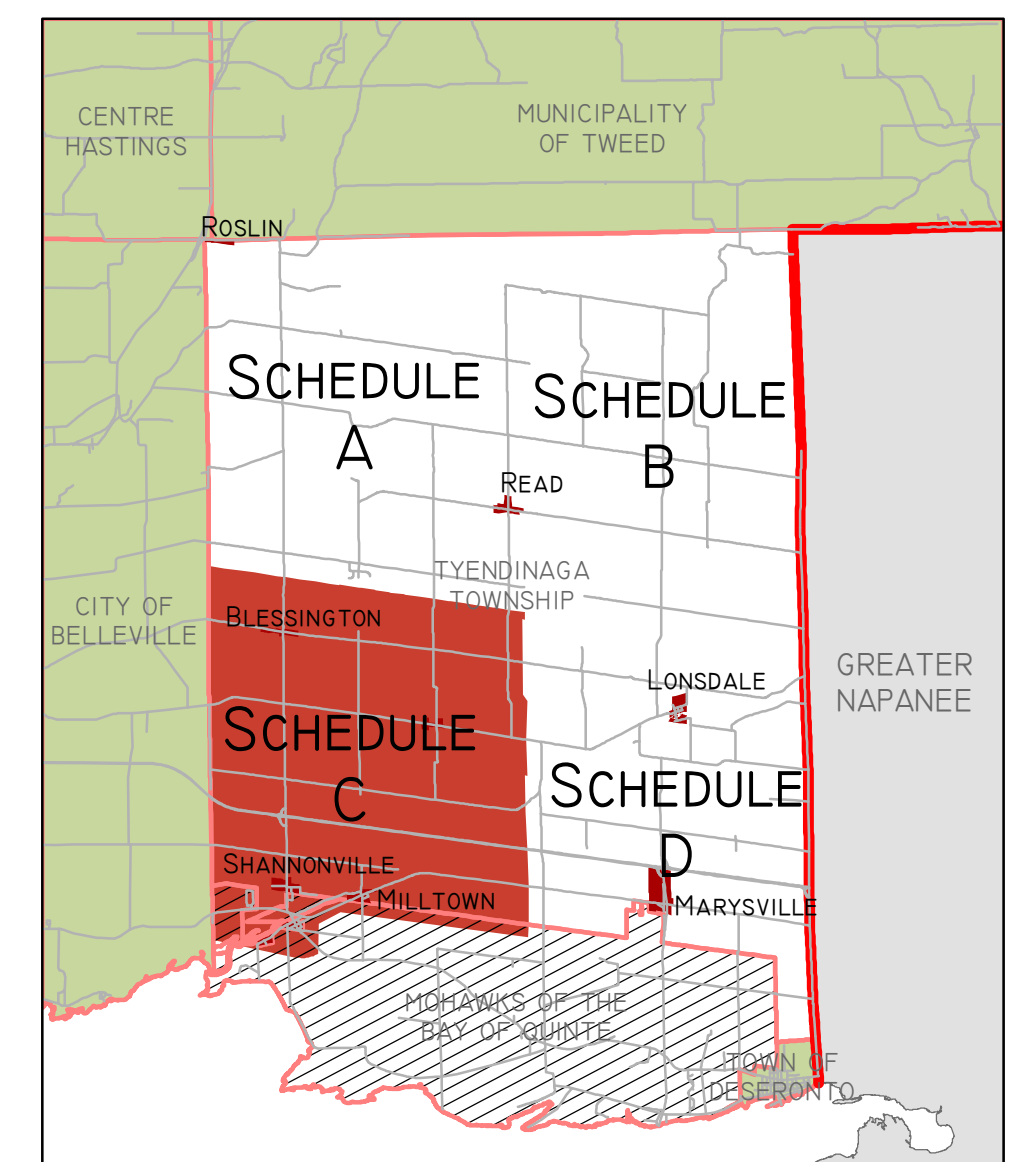 CENTRE
HASTINGS
MUNICIPALITY
OF TWEED
ROSLIN
SCHEDULE
A
SCHEDULE
B
READ
TYENDINAGA
TOWNSHIP
CITY OF
BELLEVILLE
BLESSINGTON
GREATER
NAPANEE
LONSDALE
SCHEDULE
C
SCHEDULE
D
SHANNONVILLE
MILLTOWN
MARYSVILLE
MOHAWKS OF THE
BAY OF QUINTE
TOWN OF
DESERONTO